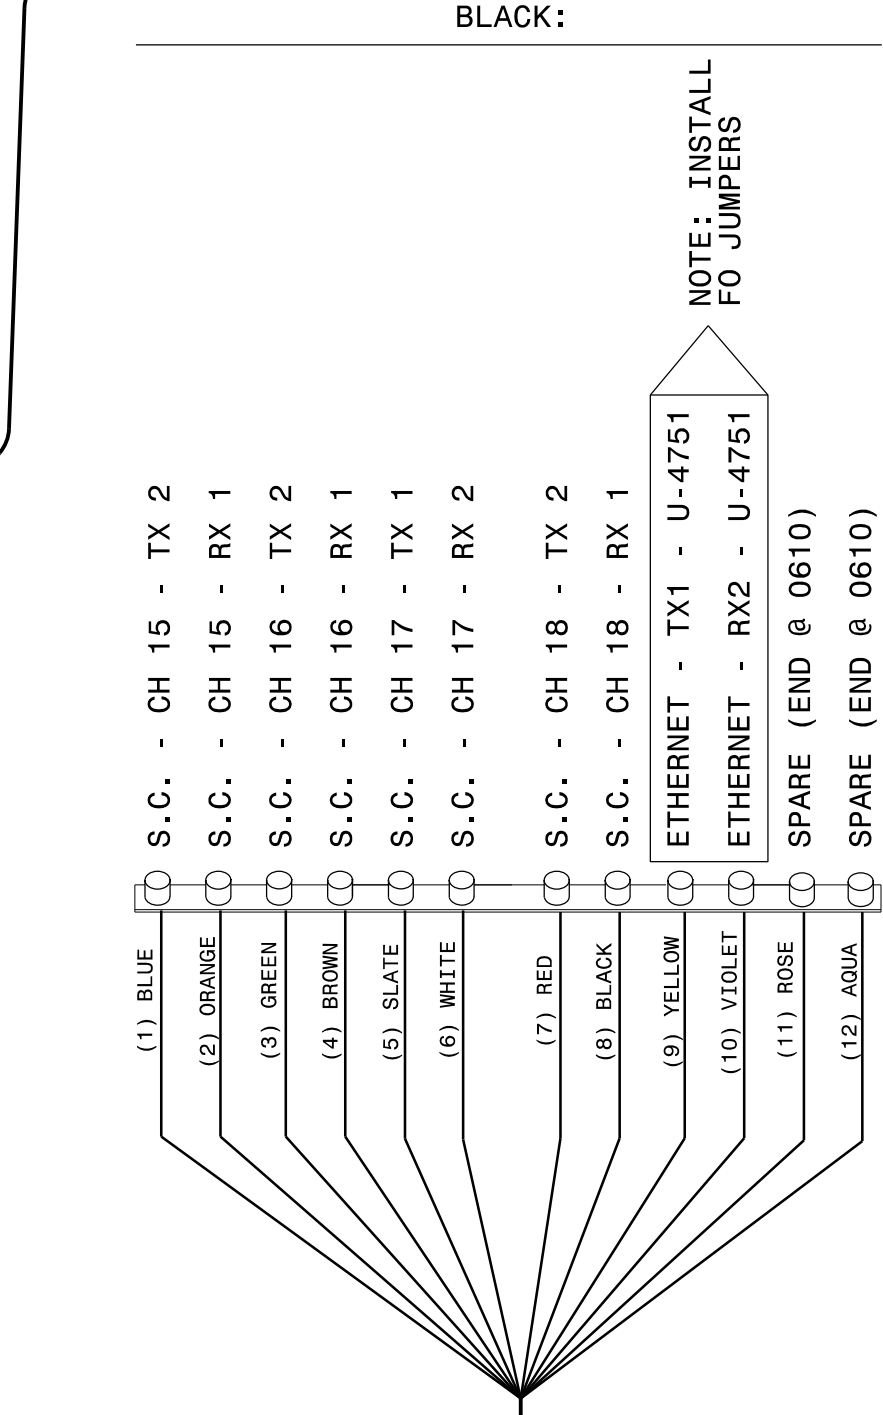 BLACK:
NOTE: INSTALL
FO JUMPERS
S.C. - CH 15 - TX 2
S.C. - CH 15 - RX 1
S.C. - CH 16 - TX 2
S.C. - CH 16 - RX 1
S.C. - CH 17 - TX 1
S.C. - CH 17 - RX 2
S.C. - CH 18 - TX 2
S.C. - CH 18 - RX 1
ETHERNET - TX1 - U-4751
ETHERNET - RX2 - U-4751
SPARE (END @ 0610)
SPARE (END @ 0610)
(1) BLUE
(2) ORANGE
(3) GREEN
(4) BROWN
(5) SLATE
(6) WHITE
(7) RED
(8) BLACK
(9) YELLOW
(10) VIOLET
(11) ROSE
(12) AQUA